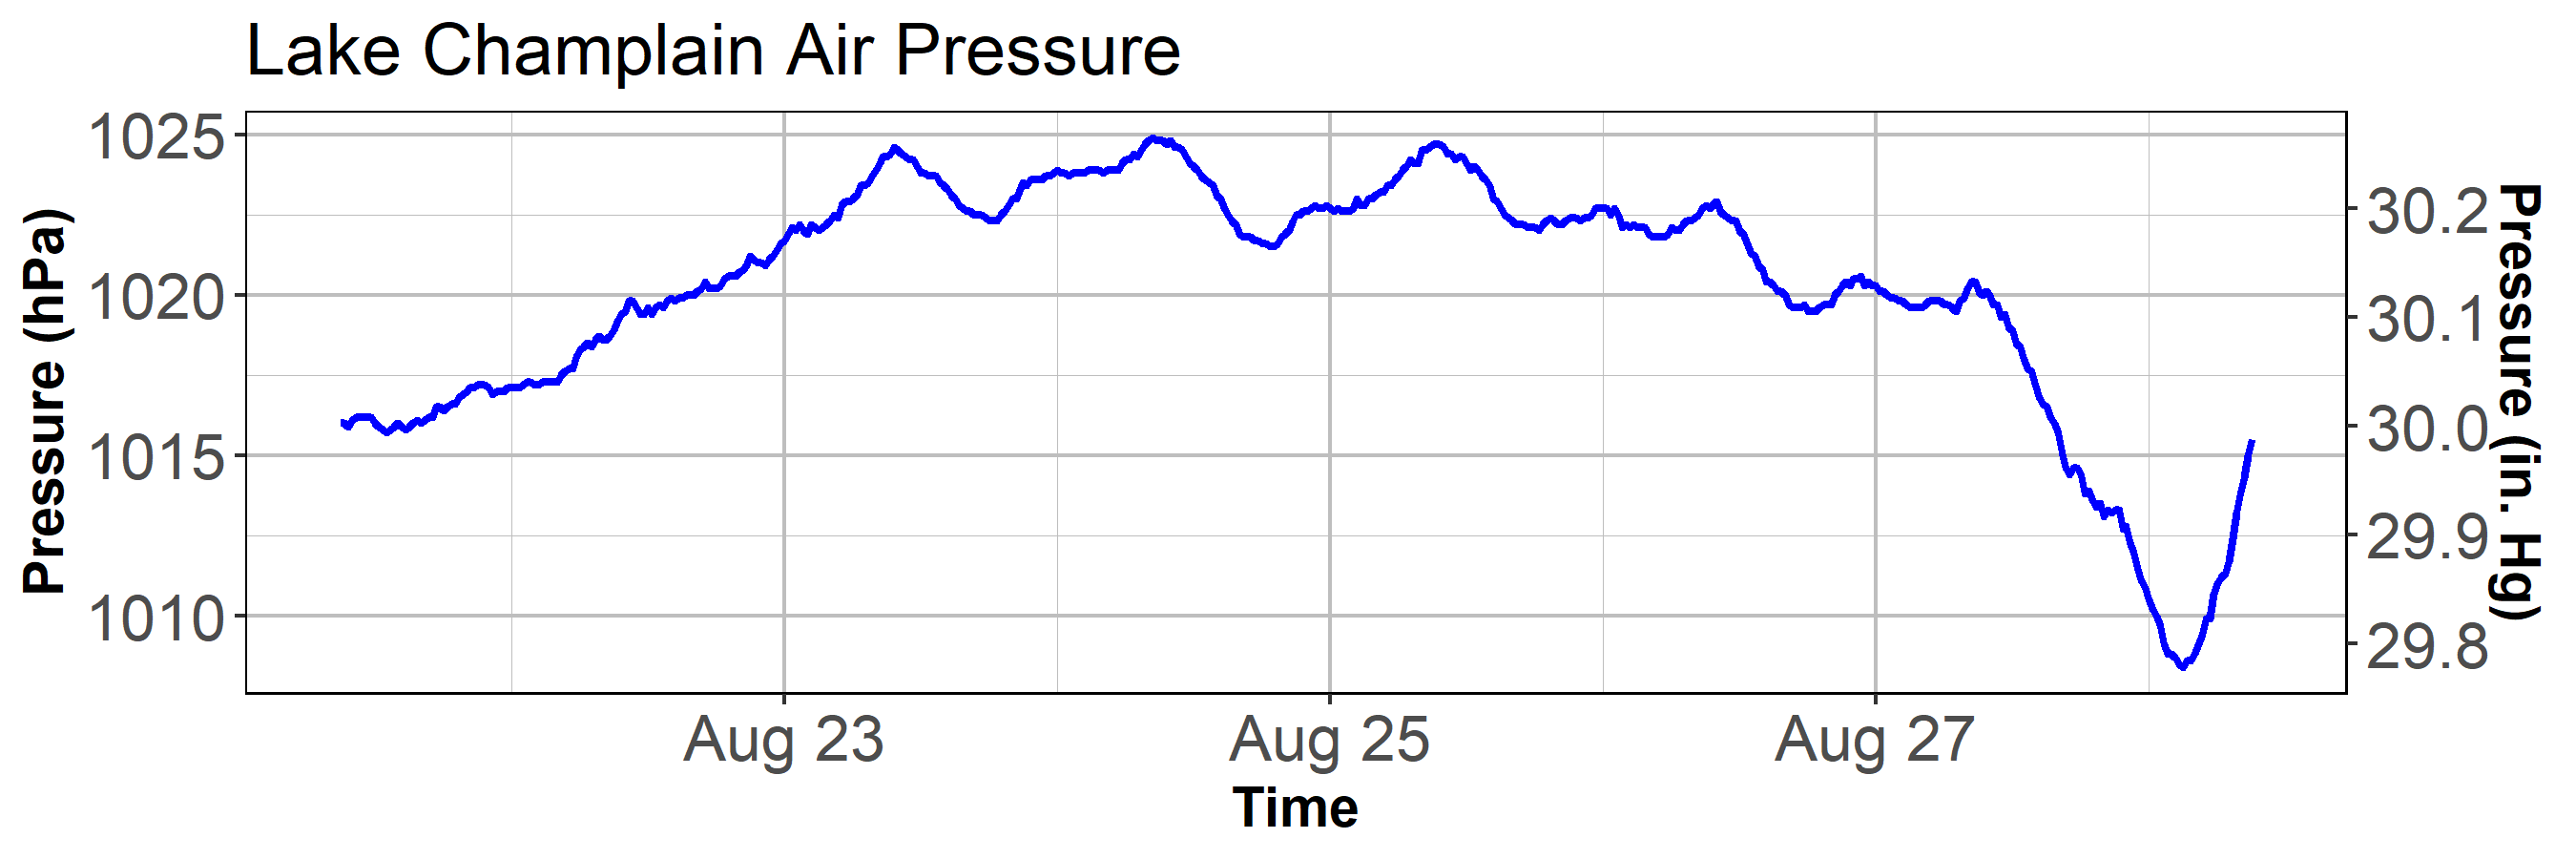 Lake Champlain Air Pressure
Pressure (hPa)
1025
1020
1015
1010
30.2
30.1
30.0
29.9
29.8
Pressure (in. Hg)
Aug 23
Aug 25
Aug 27
Time